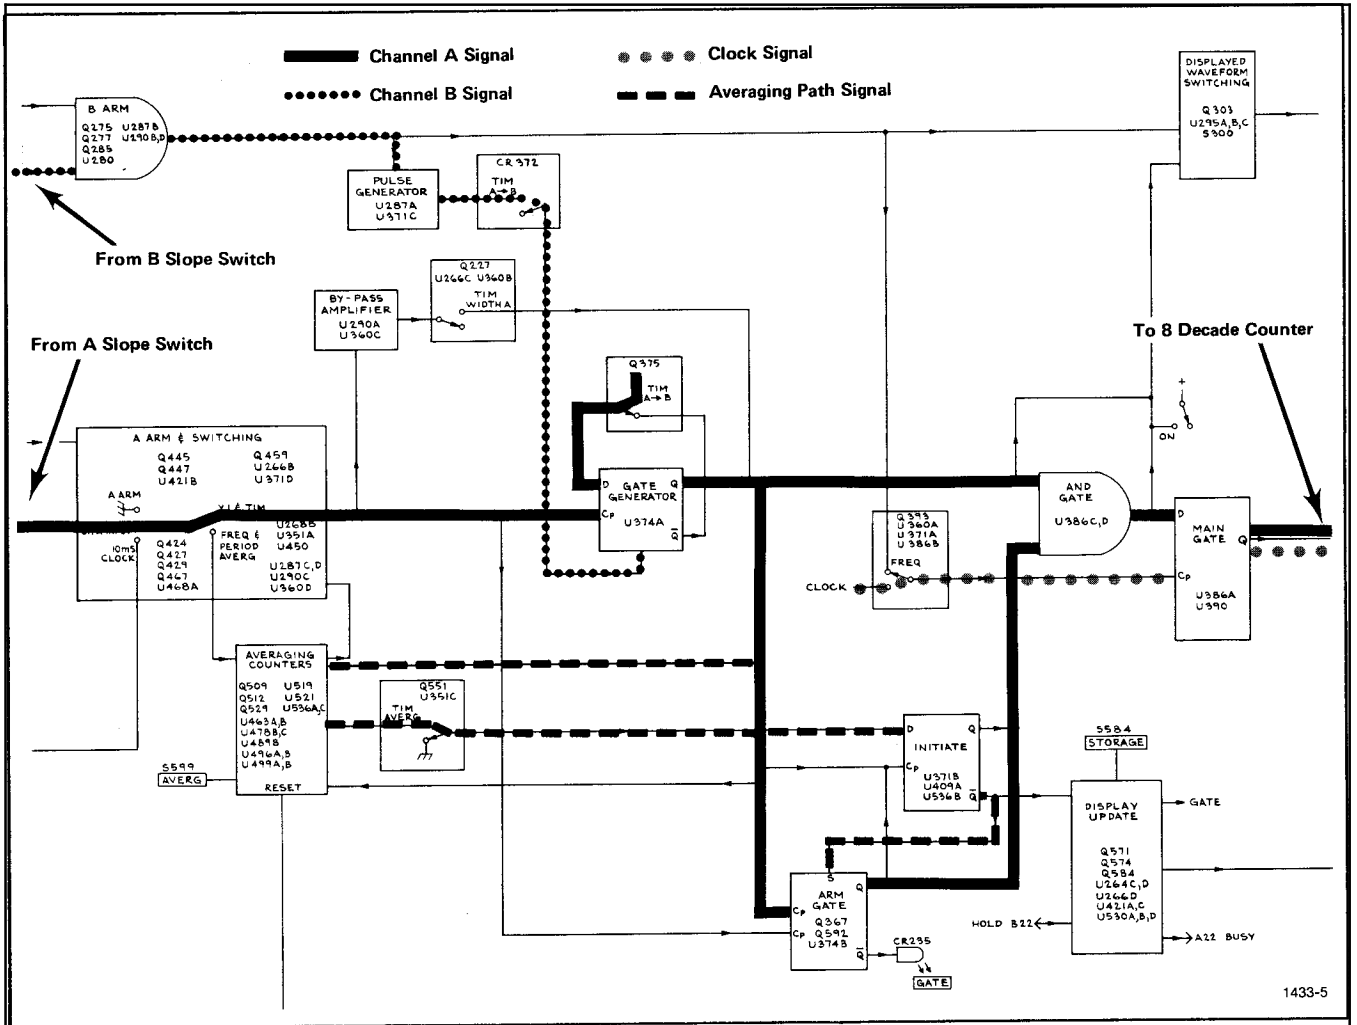 Channel A Signal
Clock Signal
Channel B Signal
Averaging Path Signal
DISPLAYED
WAVEFORM
SWITCHING
Q303
U295A,B,C
S300
B ARM
Q275 U287B
Q277 U290B,D
Q285
U280
PULSE
GENERATOR
U287A
U371C
CR372
TIM
A→B
From B Slope Switch
Q227
U266C U360B
TIM
WIDTH A
BY-PASS
AMPLIFIER
U290A
U360C
From A Slope Switch
To 8 Decade Counter
Q375
TIM
A→B
+
ON
A ARM & SWITCHING
Q445 Q459
Q447 U266B
U421B U371D
A ARM
U268B
FREQ & U351A
PERIOD U450
AVERG
10mS
CLOCK
Q424
Q427
Q429 U287C,D
Q467 U290C
U468A U360D
D GATE Q
GENERATOR
Cp
U374A
Q
AND
GATE
U386C,D
D
MAIN
GATE
Q
Cp
U386A
U390
Q393
U360A
U371A
U386B
FREQ
CLOCK
AVERAGING
COUNTERS
Q509 U519
Q512 U521
Q529 U536A,C
U463A,B
U478B,C
U489B
U496A,B
U499A,B
RESET
S599
AVERG
Q551
U351C
TIM
AVERG
D Q
INITIATE
Cp
U371B
U409A
U536B Q
S584
STORAGE
DISPLAY
UPDATE
Q571
Q574
Q584
U264C,D
U266D
U421A,C
U530A,B,D
GATE
HOLD B22
A22 BUSY
S
ARM Q
GATE
Cp
Q367
Cp Q592
U374B
Q
CR235
GATE
1433-5